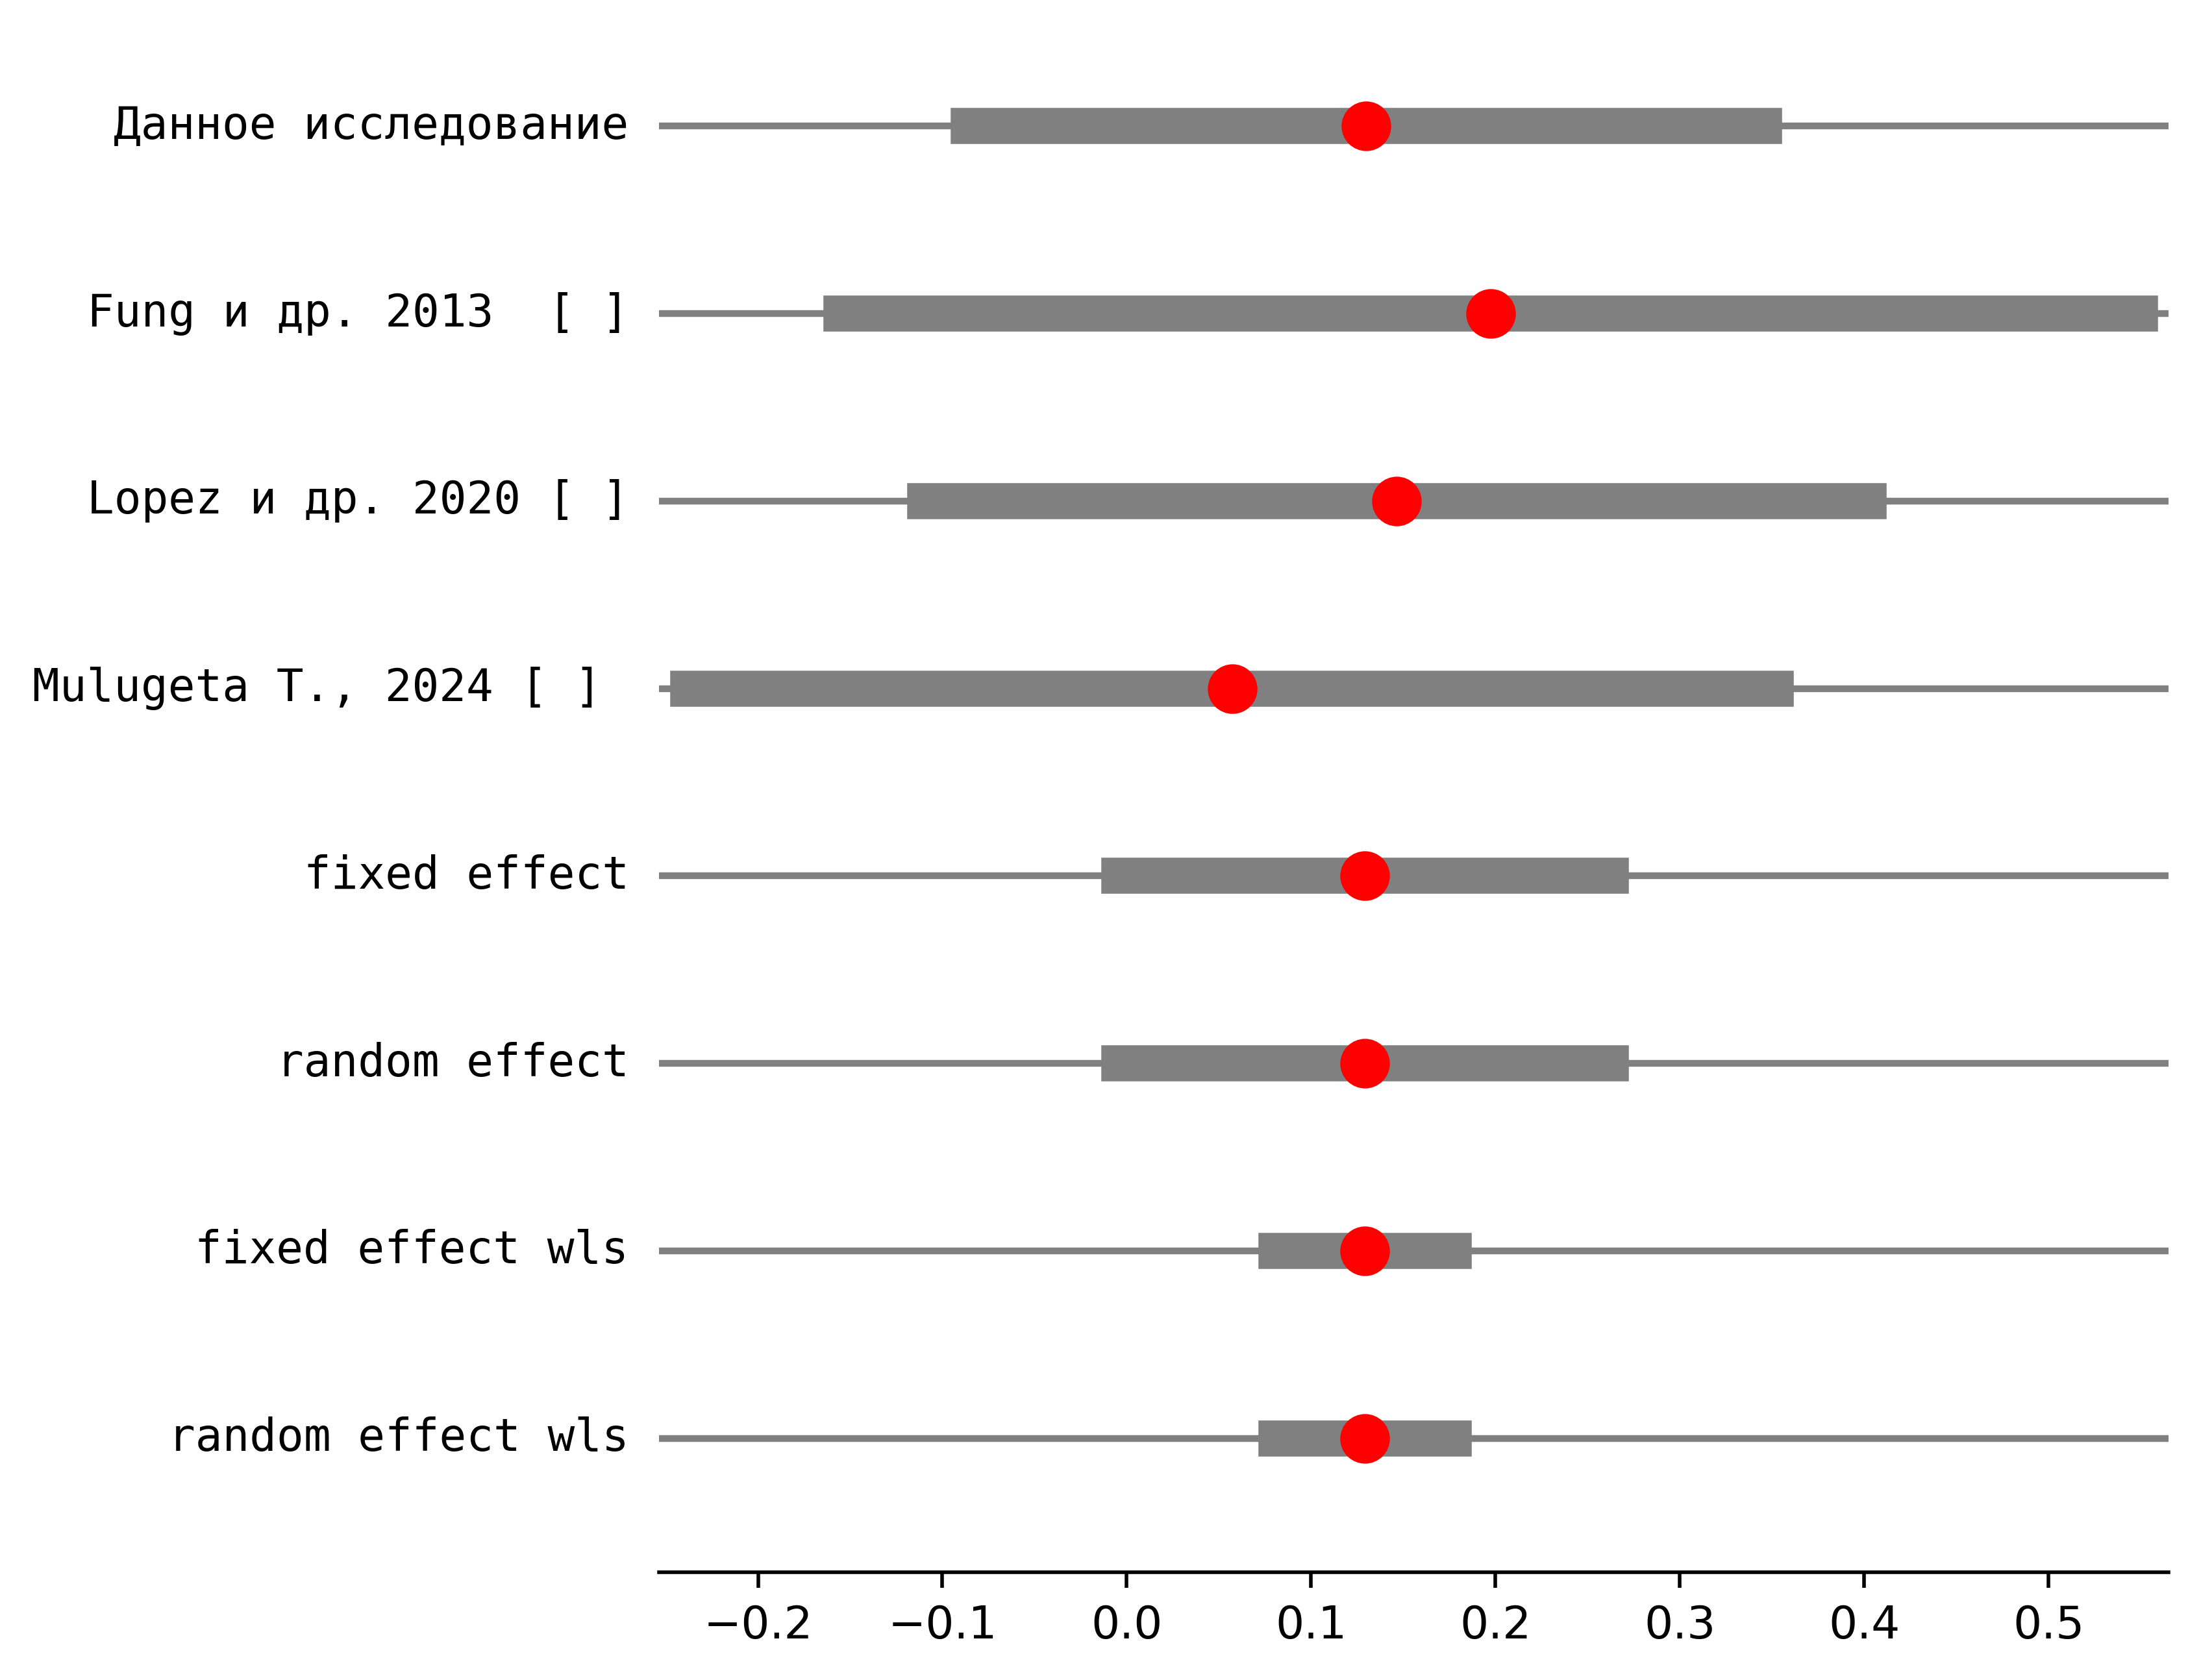 Данное исследование
Fung и др. 2013  [ ]
Lopez и др. 2020 [ ]
Mulugeta T., 2024 [ ]
fixed effect
random effect
fixed effect wls
random effect wls
−0.2 −0.1 0.0 0.1 0.2 0.3 0.4 0.5